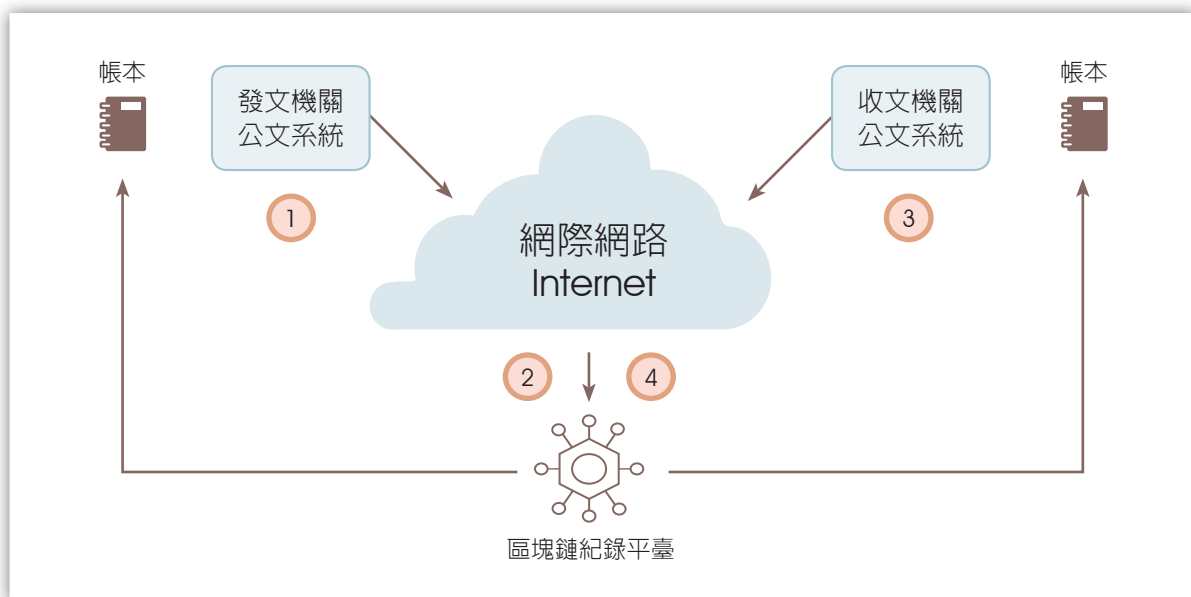 帳本
發文機關
公文系統
收文機關
公文系統
帳本
1
3
網際網路
Internet
2
4
區塊鏈紀錄平臺